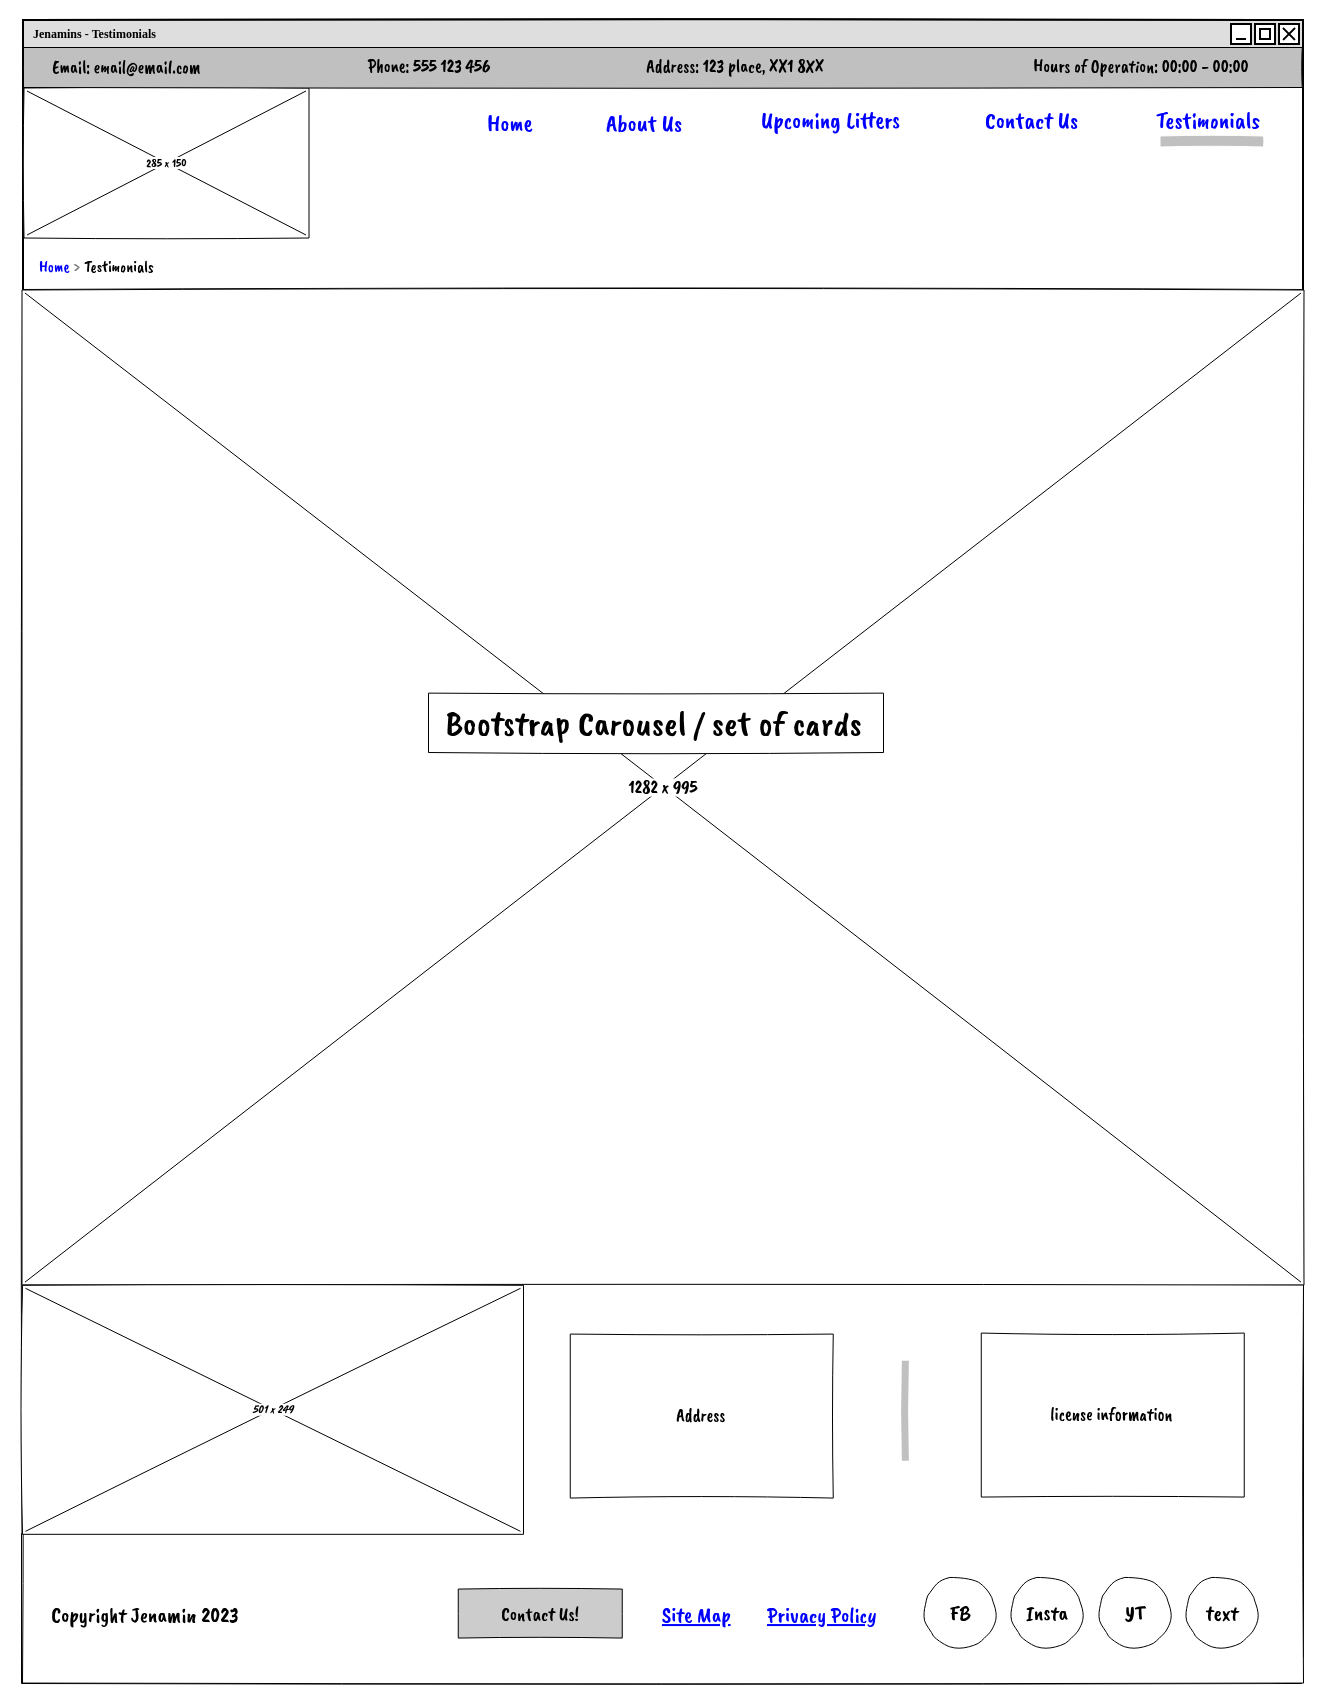 Jenamins - Testimonials
Email: email@email.com
Phone: 555 123 456
Address: 123 place, XX1 8XX
Hours of Operation: 00:00 - 00:00
285 x 150
Home
About Us
Upcoming Litters
Contact Us
Testimonials
Home > Testimonials
Bootstrap Carousel / set of cards
1282 x 995
501 x 249
Address
license information
Copyright Jenamin 2023
Contact Us!
Site Map
Privacy Policy
FB
Insta
YT
text